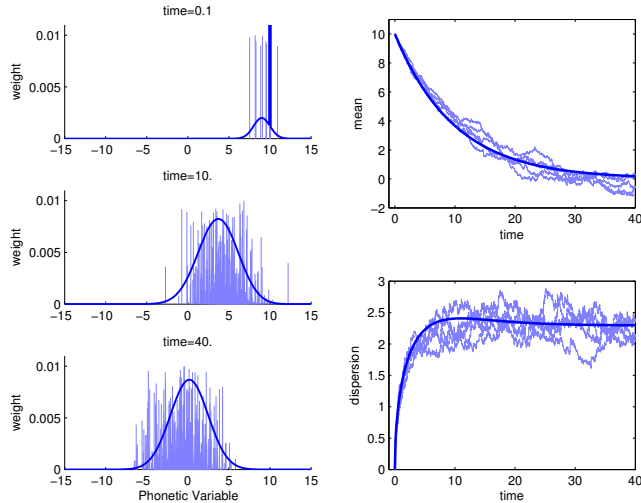 time=0.1
0.01
0.005
0
weight
−15 −10 −5 0 5 10 15
time=10.
0.01
0.005
0
weight
−15 −10 −5 0 5 10 15
time=40.
0.01
0.005
0
weight
−15 −10 −5 0 5 10 15
Phonetic Variable
10
8
6
4
2
0
−2
mean
0 10 20 30 40
time
3
2.5
2
1.5
1
0.5
0
dispersion
0 10 20 30 40
time